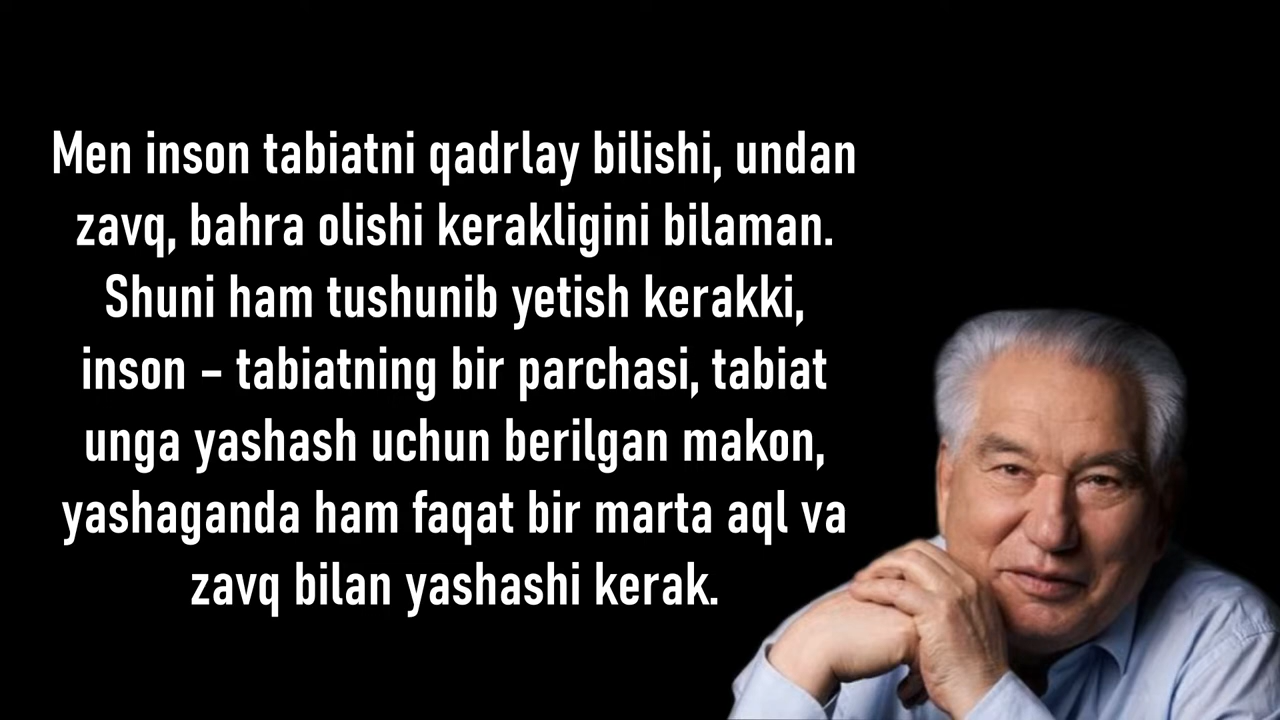 Men inson tabiatni qadrlay bilishi, undan
zavq, bahra olishi kerakligini bilaman.
Shuni ham tushunib yetish kerakki,
inson – tabiatning bir parchasi, tabiat
unga yashash uchun berilgan makon,
yashaganda ham faqat bir marta aql va
zavq bilan yashashi kerak.